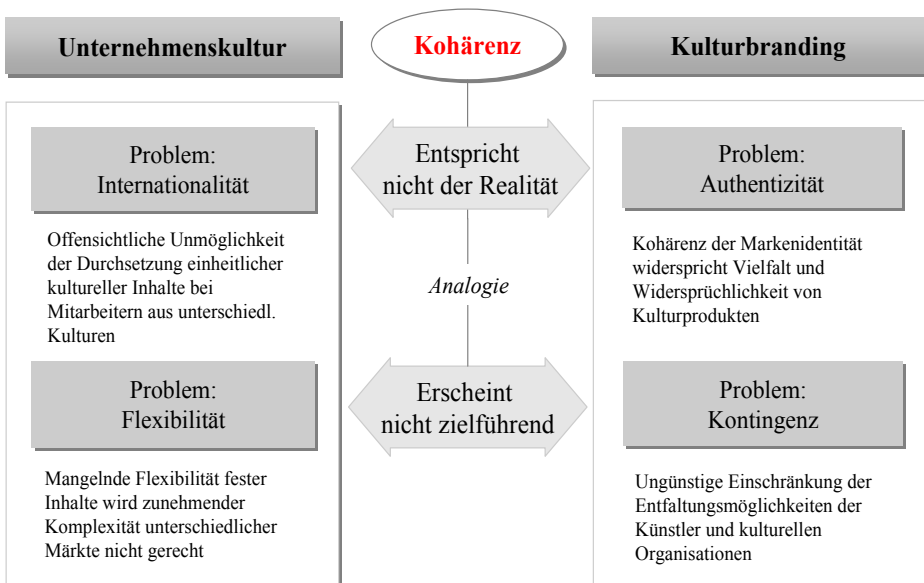 Unternehmenskultur
Kohärenz
Kulturbranding
Problem:
Internationalität
Offensichtliche Unmöglichkeit
der Durchsetzung einheitlicher
kultureller Inhalte bei
Mitarbeitern aus unterschiedl.
Kulturen
Entspricht
nicht der Realität
Problem:
Authentizität
Kohärenz der Markenidentität
widerspricht Vielfalt und
Widersprüchlichkeit von
Kulturprodukten
Analogie
Problem:
Flexibilität
Mangelnde Flexibilität fester
Inhalte wird zunehmender
Komplexität unterschiedlicher
Märkte nicht gerecht
Erscheint
nicht zielführend
Problem:
Kontingenz
Ungünstige Einschränkung der
Entfaltungsmöglichkeiten der
Künstler und kulturellen
Organisationen